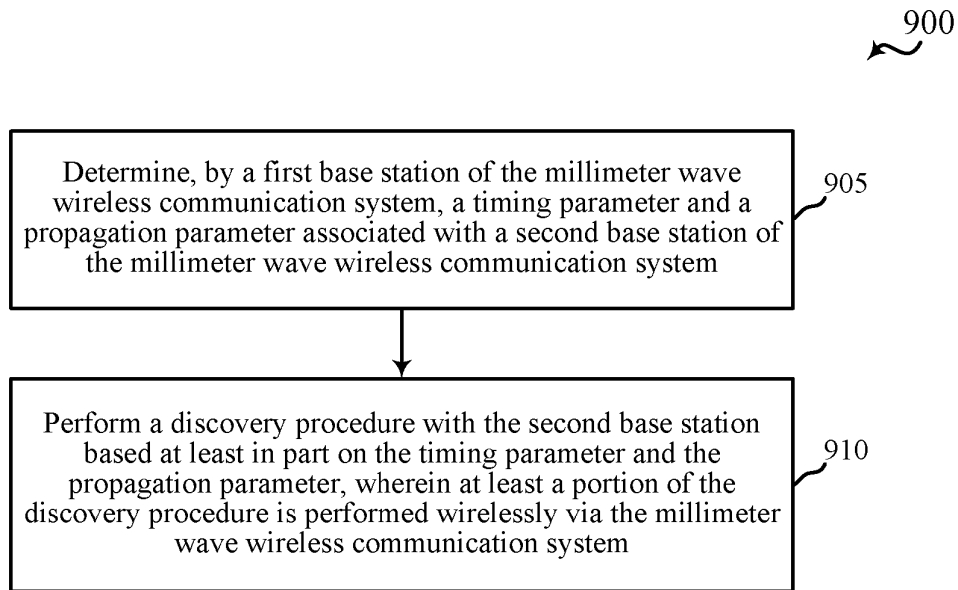 900
Determine, by a first base station of the millimeter wave
wireless communication system, a timing parameter and a
propagation parameter associated with a second base station of
the millimeter wave wireless communication system
905
Perform a discovery procedure with the second base station
based at least in part on the timing parameter and the
propagation parameter, wherein at least a portion of the
discovery procedure is performed wirelessly via the millimeter
wave wireless communication system
910